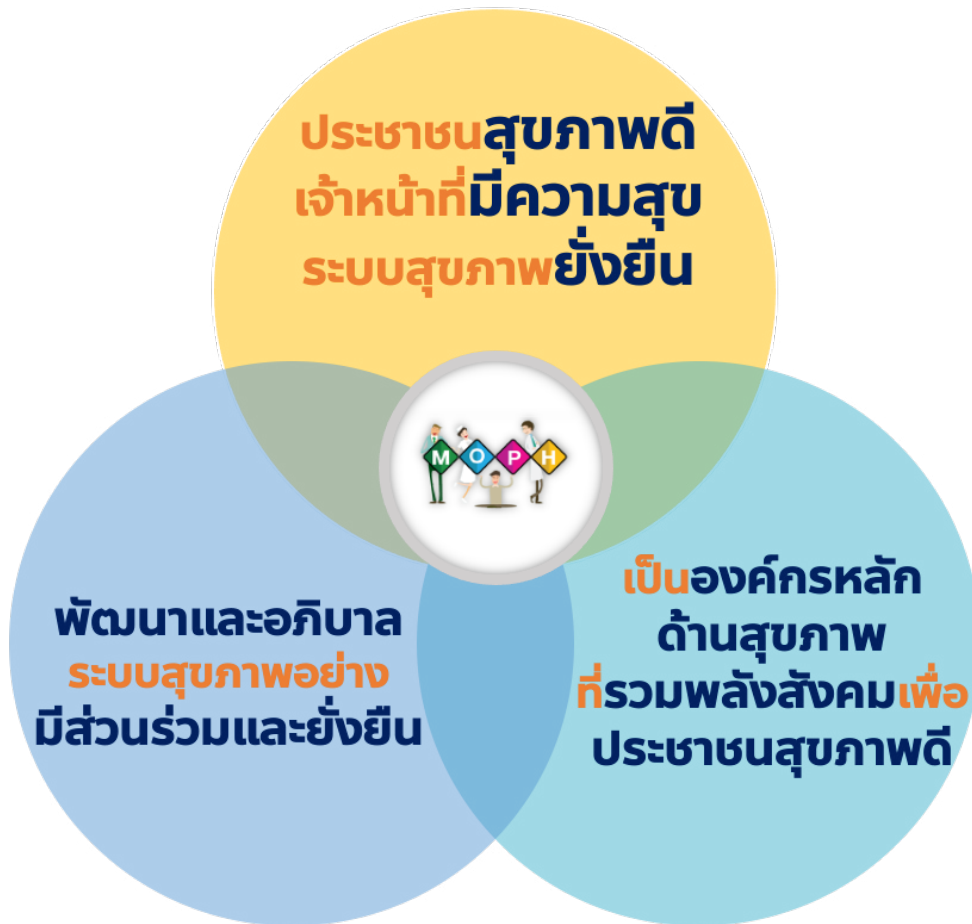 ประชาชนสุขภาพดี
เจ้าหน้าที่มีความสุข
ระบบสุขภาพยั่งยืน
MOPH
พัฒนาและอภิบาล
ระบบสุขภาพอย่าง
มีส่วนร่วมและยั่งยืน
เป็นองค์กรหลัก
ด้านสุขภาพ
ที่รวมพลังสังคมเพื่อ
ประชาชนสุขภาพดี